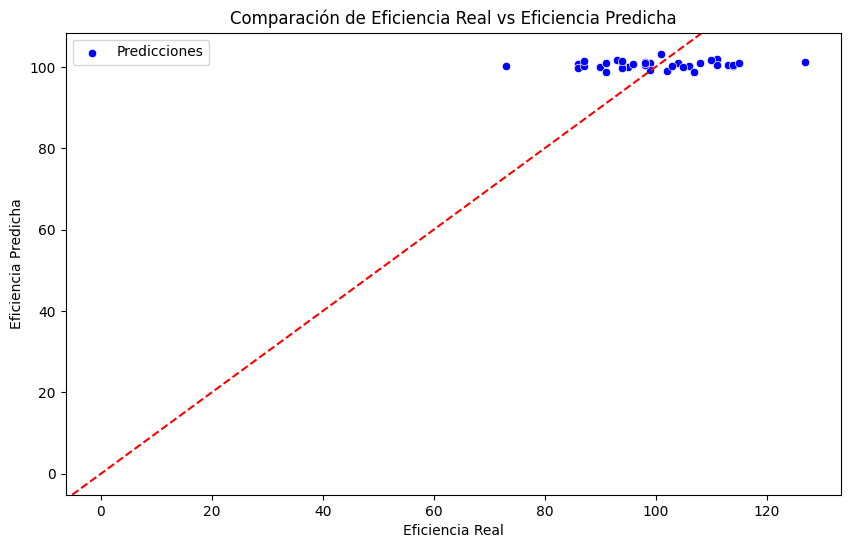 Comparación de Eficiencia Real vs Eficiencia Predicha
Predicciones
100
80
60
40
20
0
Eficiencia Predicha
0 20 40 60 80 100 120
Eficiencia Real